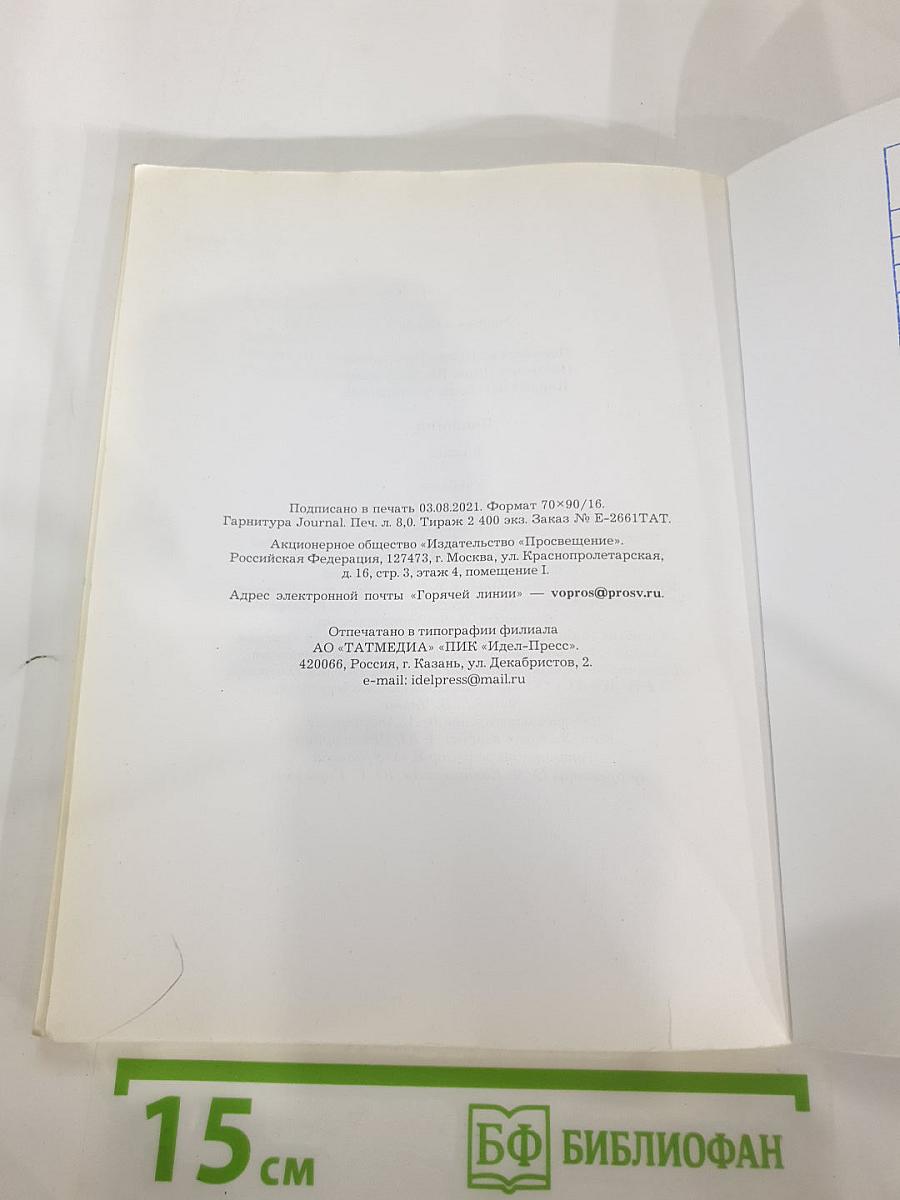 Подписано в печать 03.08.2021. Формат 70×90/16.
Гарнитура Journal. Печ. л. 8,0. Тираж 2 400 экз. Заказ № Е-2661ТАТ.
Акционерное общество «Издательство «Просвещение».
Российская Федерация, 127473, г. Москва, ул. Краснопролетарская,
д. 16, стр. 3, этаж 4, помещение I.
Адрес электронной почты «Горячей линии» — vopros@prosv.ru.
Отпечатано в типографии филиала
АО «ТАТМЕДИА» «ПИК «Идел-Пресс».
420066, Россия, г. Казань, ул. Декабристов, 2.
e-mail: idelpress@mail.ru
15 см
БФ БИБЛИОФАН